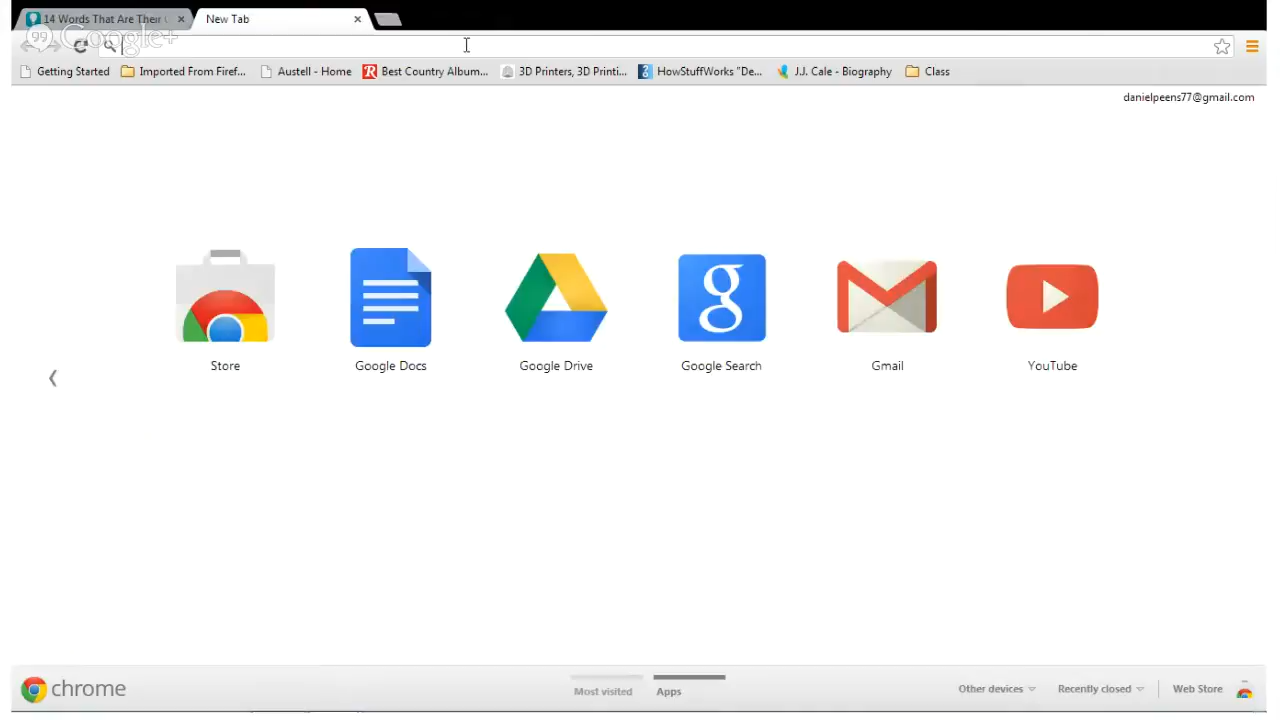 14 Words That Are Their
New Tab
Google+
Getting Started
Imported From Firef...
Austell - Home
Best Country Album...
3D Printers, 3D Printi...
HowStuffWorks "De...
J.J. Cale - Biography
Class
danielpeens77@gmail.com
Store
Google Docs
Google Drive
Google Search
Gmail
YouTube
chrome
Most visited
Apps
Other devices
Recently closed
Web Store